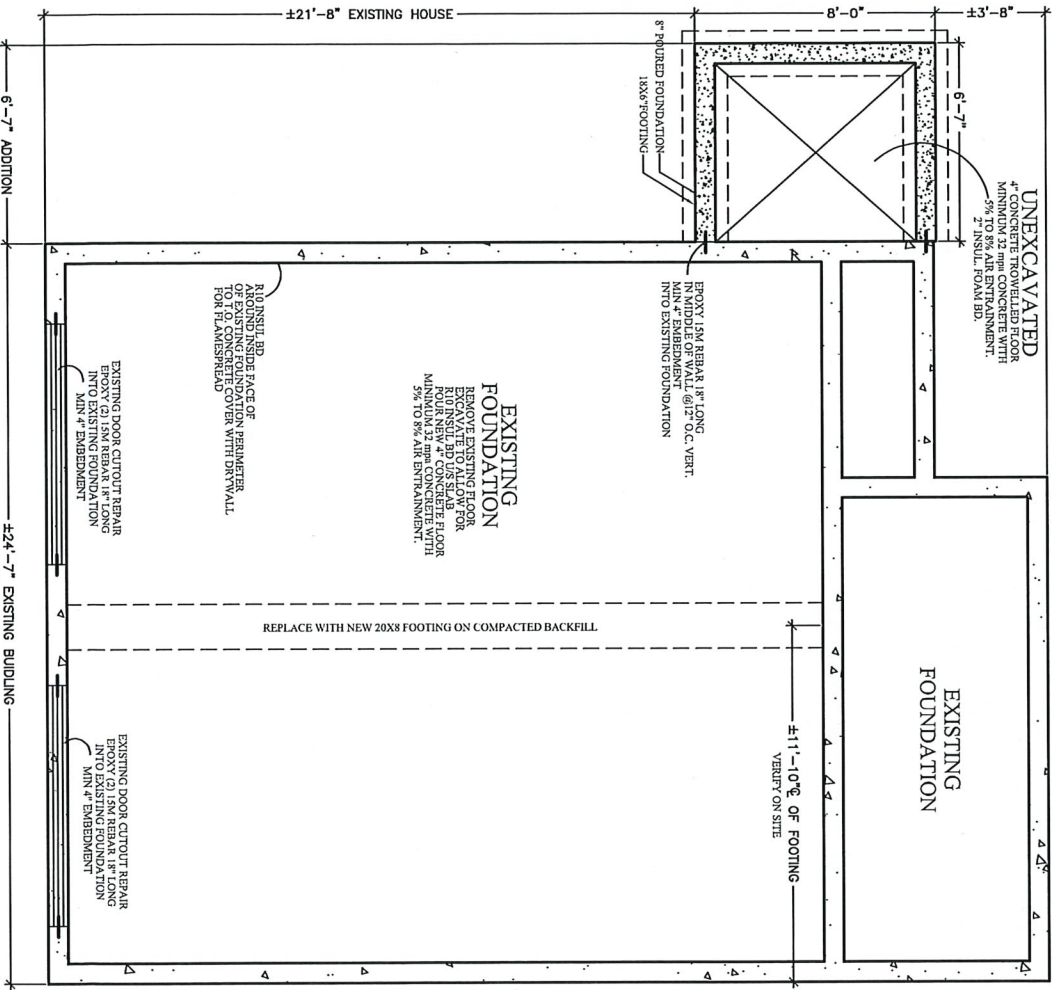 ±21'-8" EXISTING HOUSE
8'-0"
±3'-8"
6'-7" ADDITION
±24'-7" EXISTING BUIDLING
6'-7"
8" POURED FOUNDATION
18X6"FOOTING
UNEXCAVATED
4" CONCRETE TROWELLED FLOOR
MINIMUM 32 mpa CONCRETE WITH
5% TO 8% AIR ENTRAINMENT.
2" INSUL. FOAM BD.
EPOXY 15M REBAR 18" LONG
IN MIDDLE OF WALL @12" O.C. VERT.
MIN 4" EMBEDMENT
INTO EXISTING FOUNDATION
R10 INSUL BD
AROUND INSIDE FACE OF
OF EXISTING FOUNDATION PERIMETER
TO T.O. CONCRETE COVER WITH DRYWALL
FOR FLAMESPREAD
EXISTING
FOUNDATION
REMOVE EXISTING FLOOR
EXCAVATE TO ALLOW FOR
R10 INSUL BD U/S SLAB
POUR NEW 4" CONCRETE FLOOR
MINIMUM 32 mpa CONCRETE WITH
5% TO 8% AIR ENTRAINMENT.
EXISTING DOOR CUTOUT REPAIR
EPOXY (2) 15M REBAR 18" LONG
INTO EXISTING FOUNDATION
MIN 4" EMBEDMENT
REPLACE WITH NEW 20X8 FOOTING ON COMPACTED BACKFILL
±11'-10"℄ OF FOOTING
VERIFY ON SITE
EXISTING
FOUNDATION
EXISTING DOOR CUTOUT REPAIR
EPOXY (2) 15M REBAR 18" LONG
INTO EXISTING FOUNDATION
MIN 4" EMBEDMENT